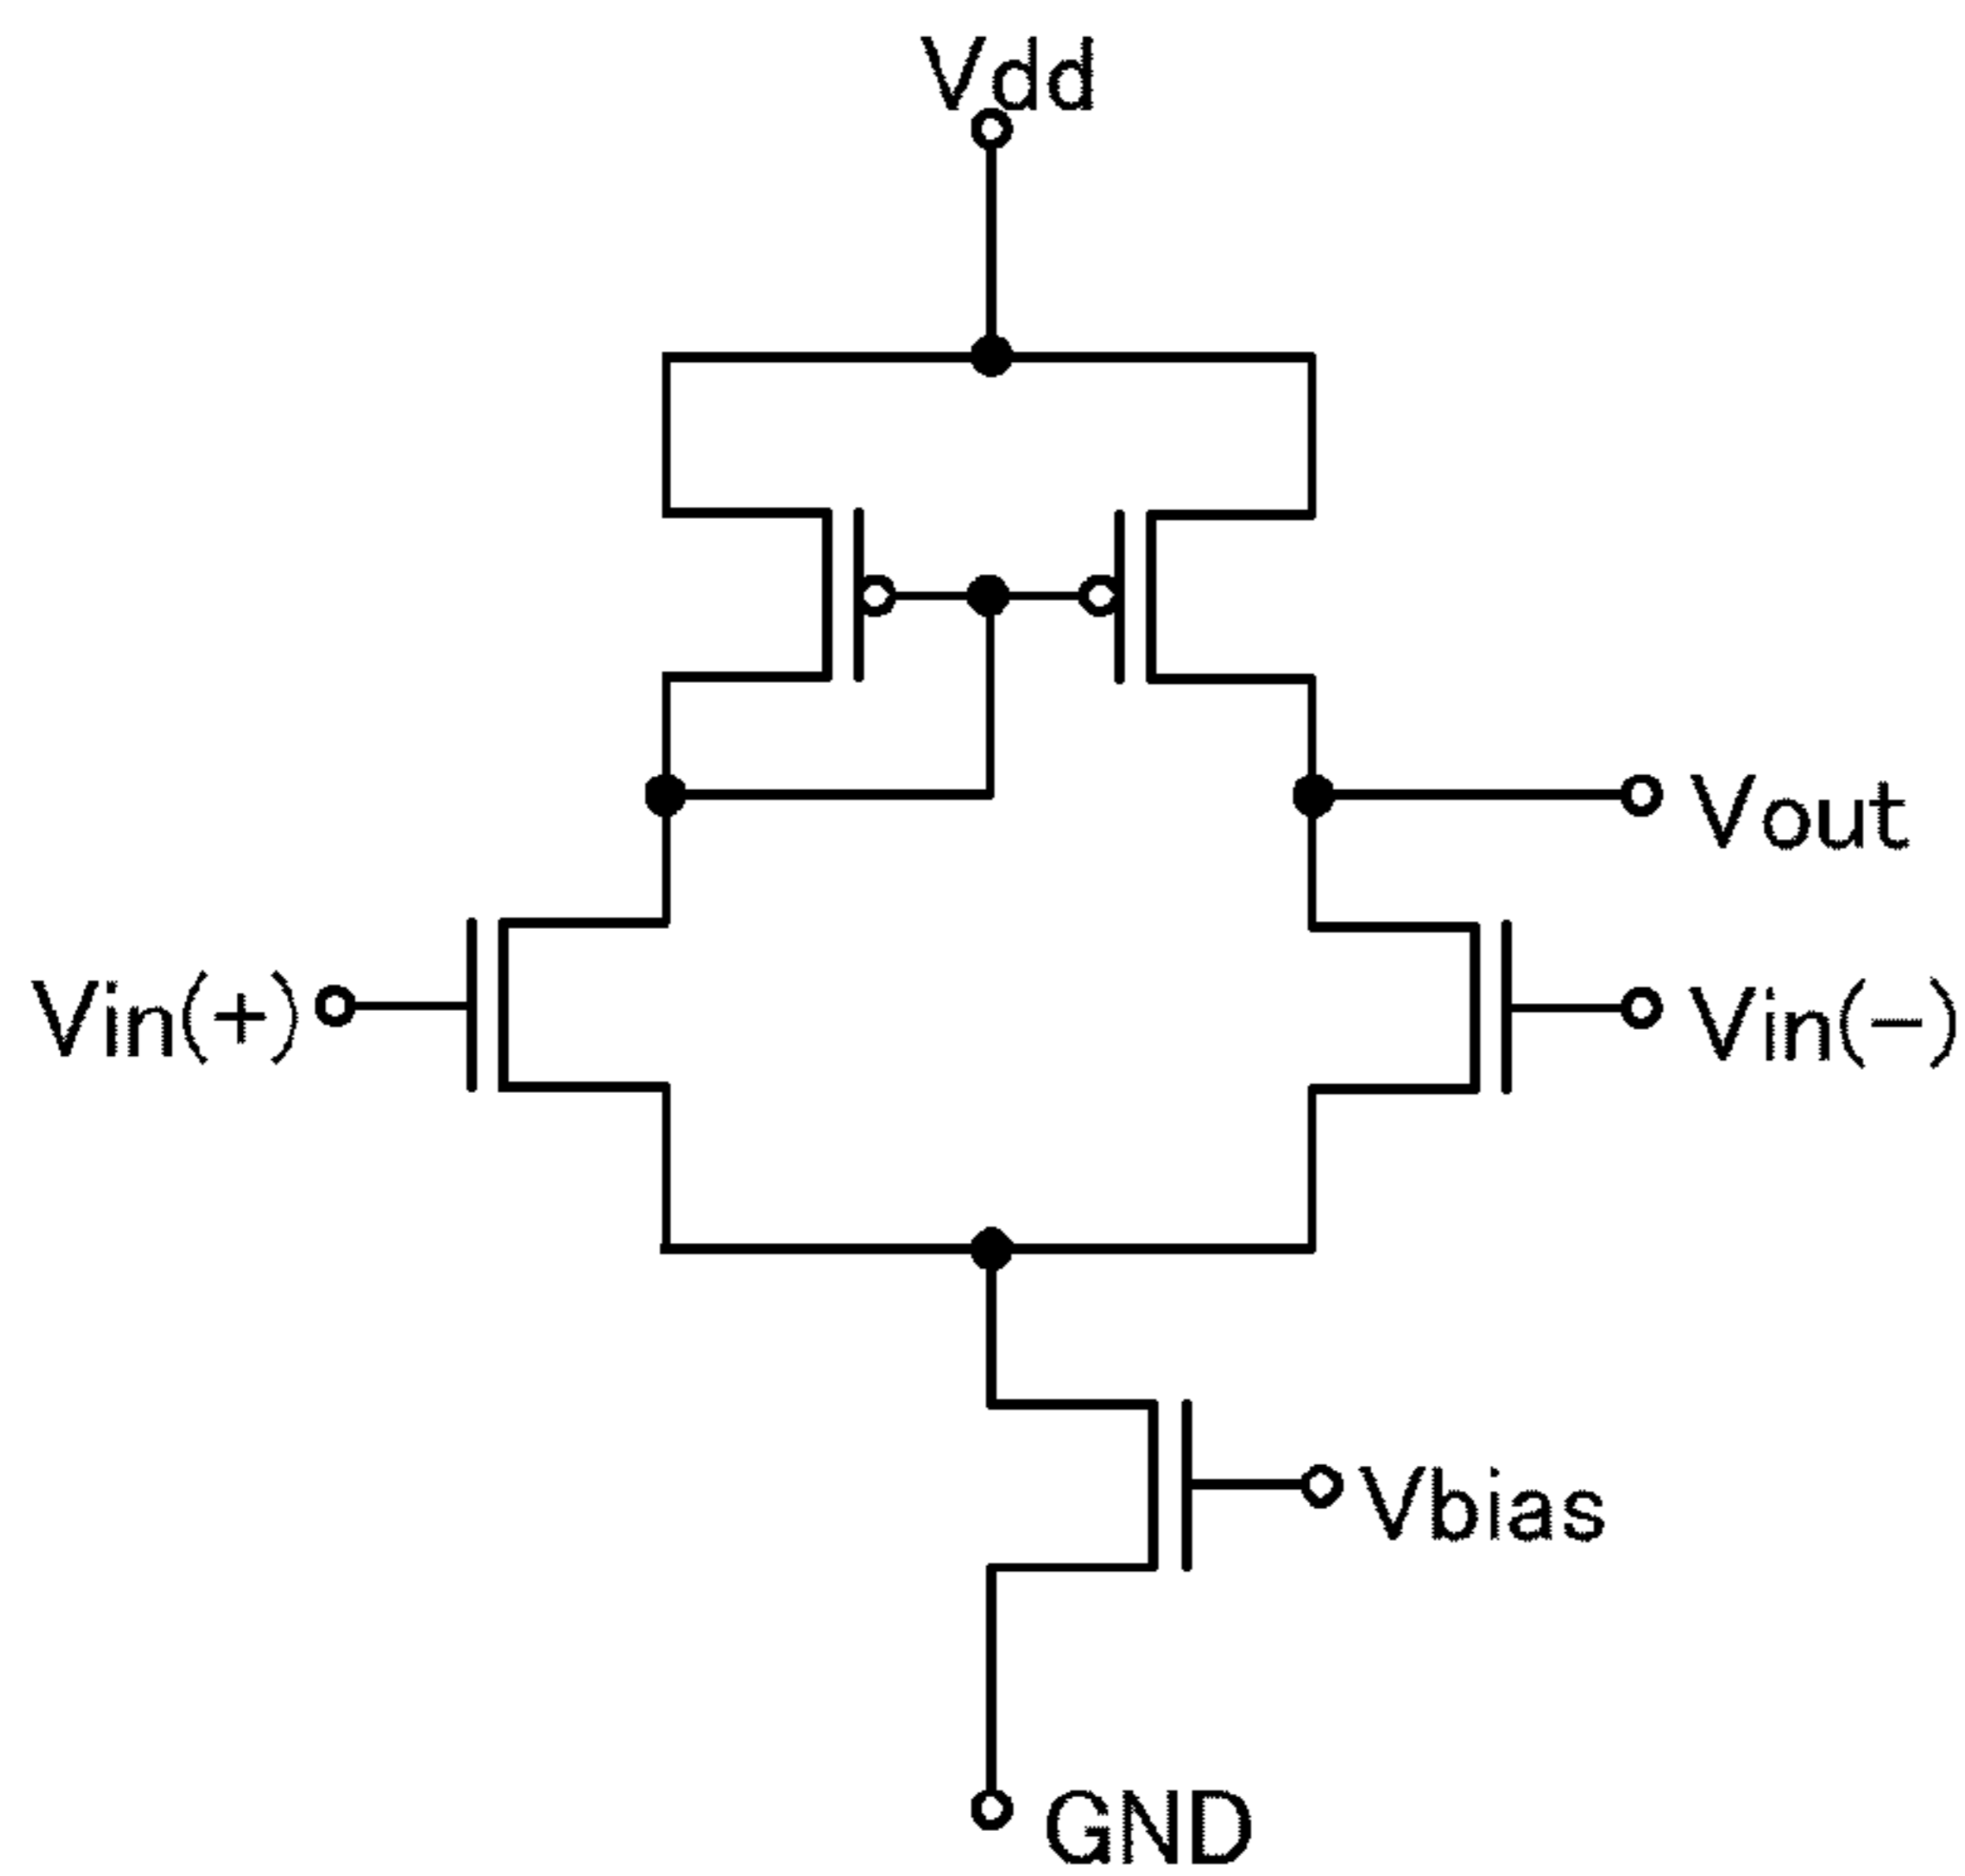 Vdd
Vout
Vin(+)
Vin(-)
Vbias
GND